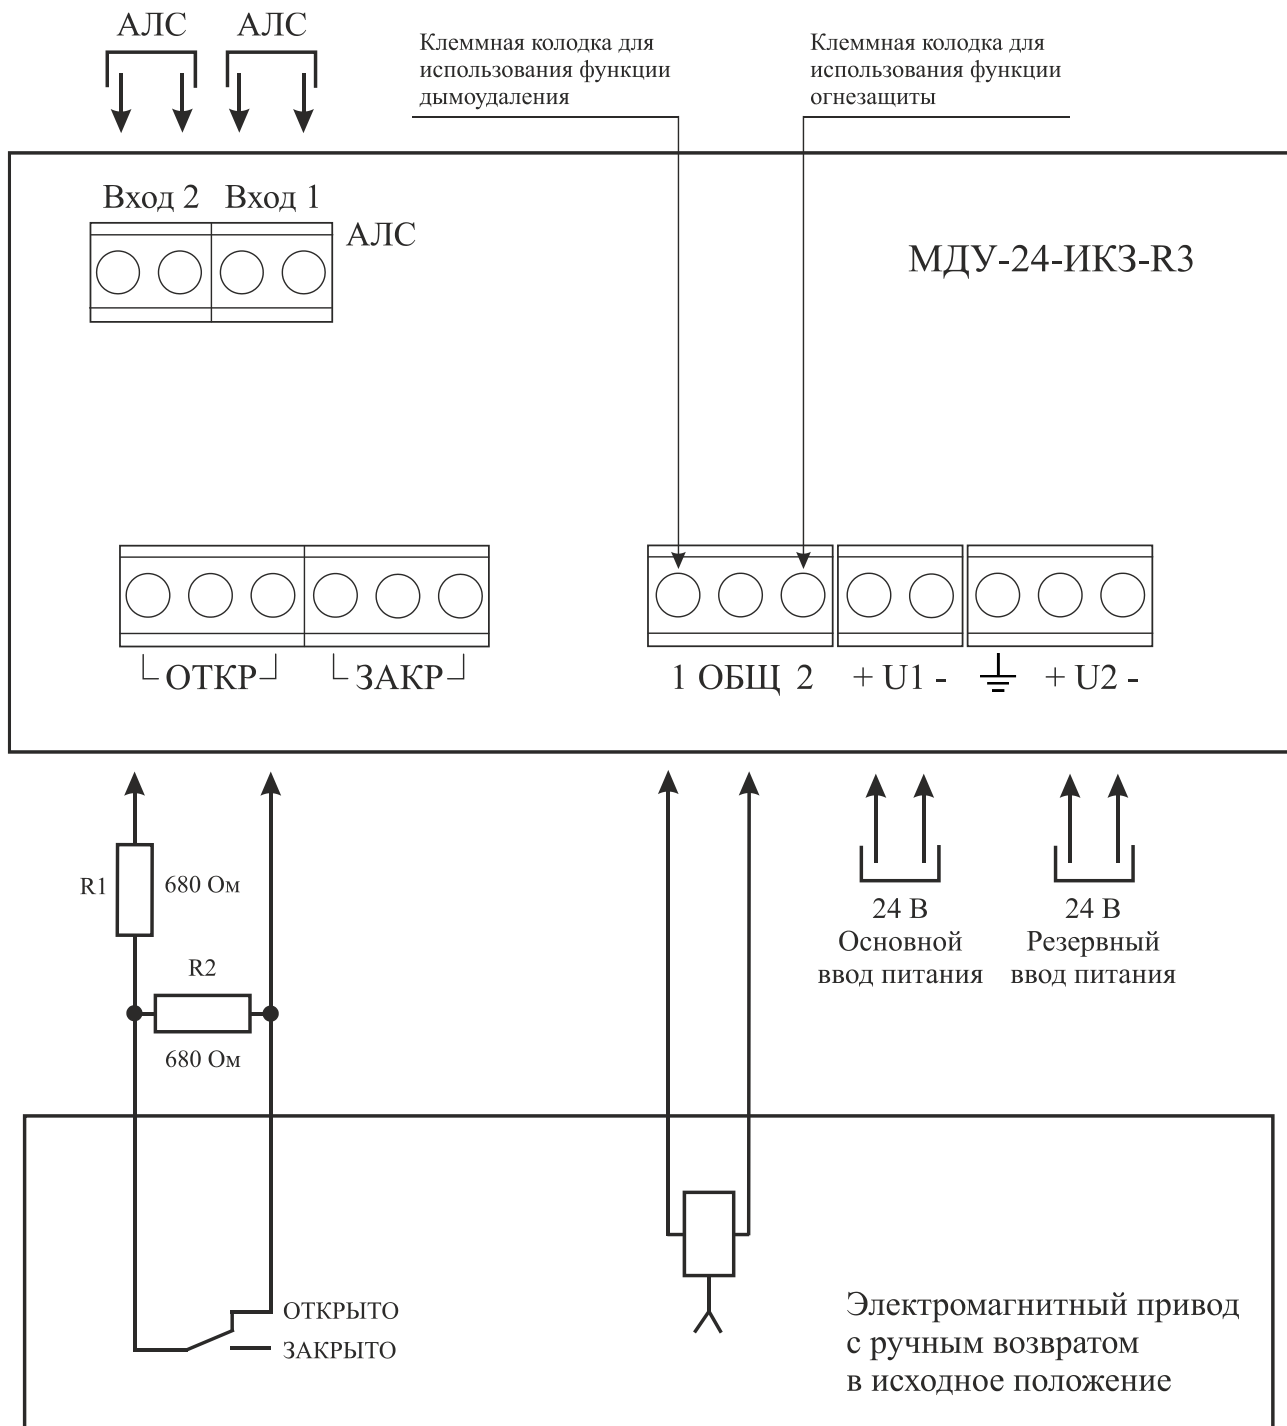 АЛС АЛС
Клеммная колодка для
использования функции
дымоудаления
Клеммная колодка для
использования функции
огнезащиты
Вход 2 Вход 1
АЛС
МДУ-24-ИКЗ-R3
ОТКР ЗАКР
1 ОБЩ 2 + U1 - + U2 -
R1 680 Ом
R2
680 Ом
24 В
Основной
ввод питания
24 В
Резервный
ввод питания
ОТКРЫТО
ЗАКРЫТО
Электромагнитный привод
с ручным возвратом
в исходное положение